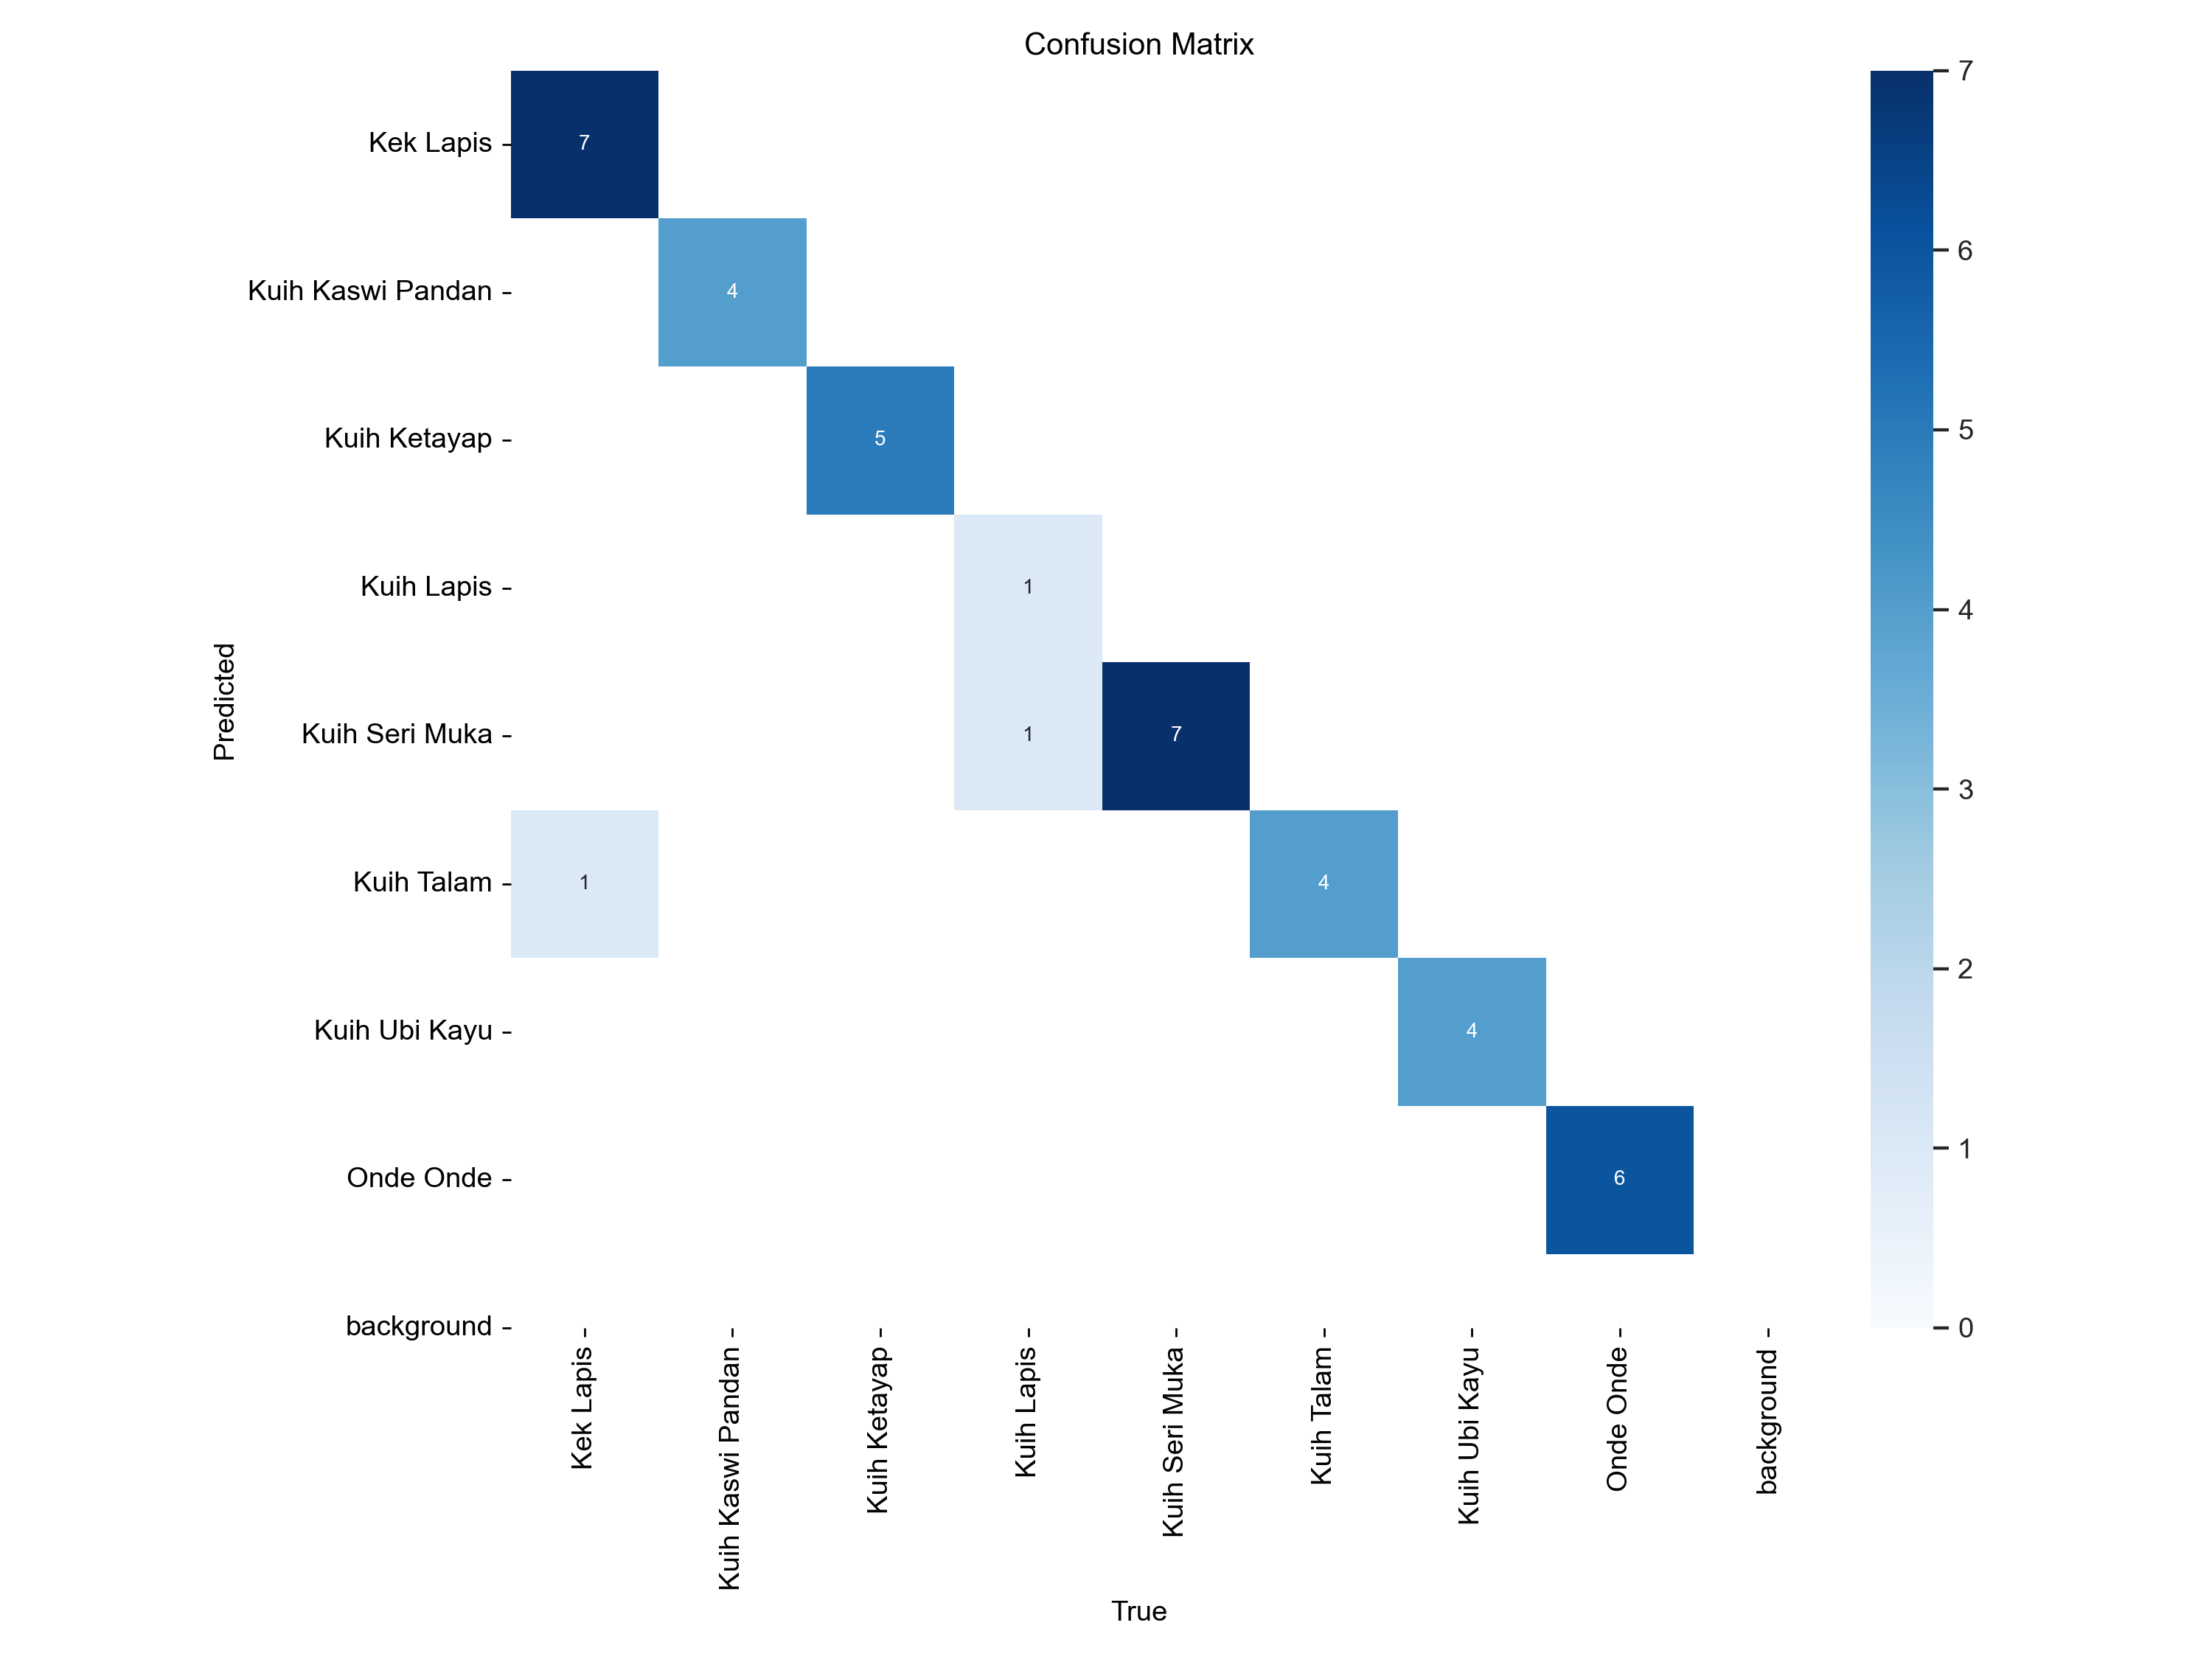 Confusion Matrix
Predicted
Kek Lapis
Kuih Kaswi Pandan
Kuih Ketayap
Kuih Lapis
Kuih Seri Muka
Kuih Talam
Kuih Ubi Kayu
Onde Onde
background
7
4
5
1
1 7
1 4
4
6
Kek Lapis
Kuih Kaswi Pandan
Kuih Ketayap
Kuih Lapis
Kuih Seri Muka
Kuih Talam
Kuih Ubi Kayu
Onde Onde
background
True
7
6
5
4
3
2
1
0